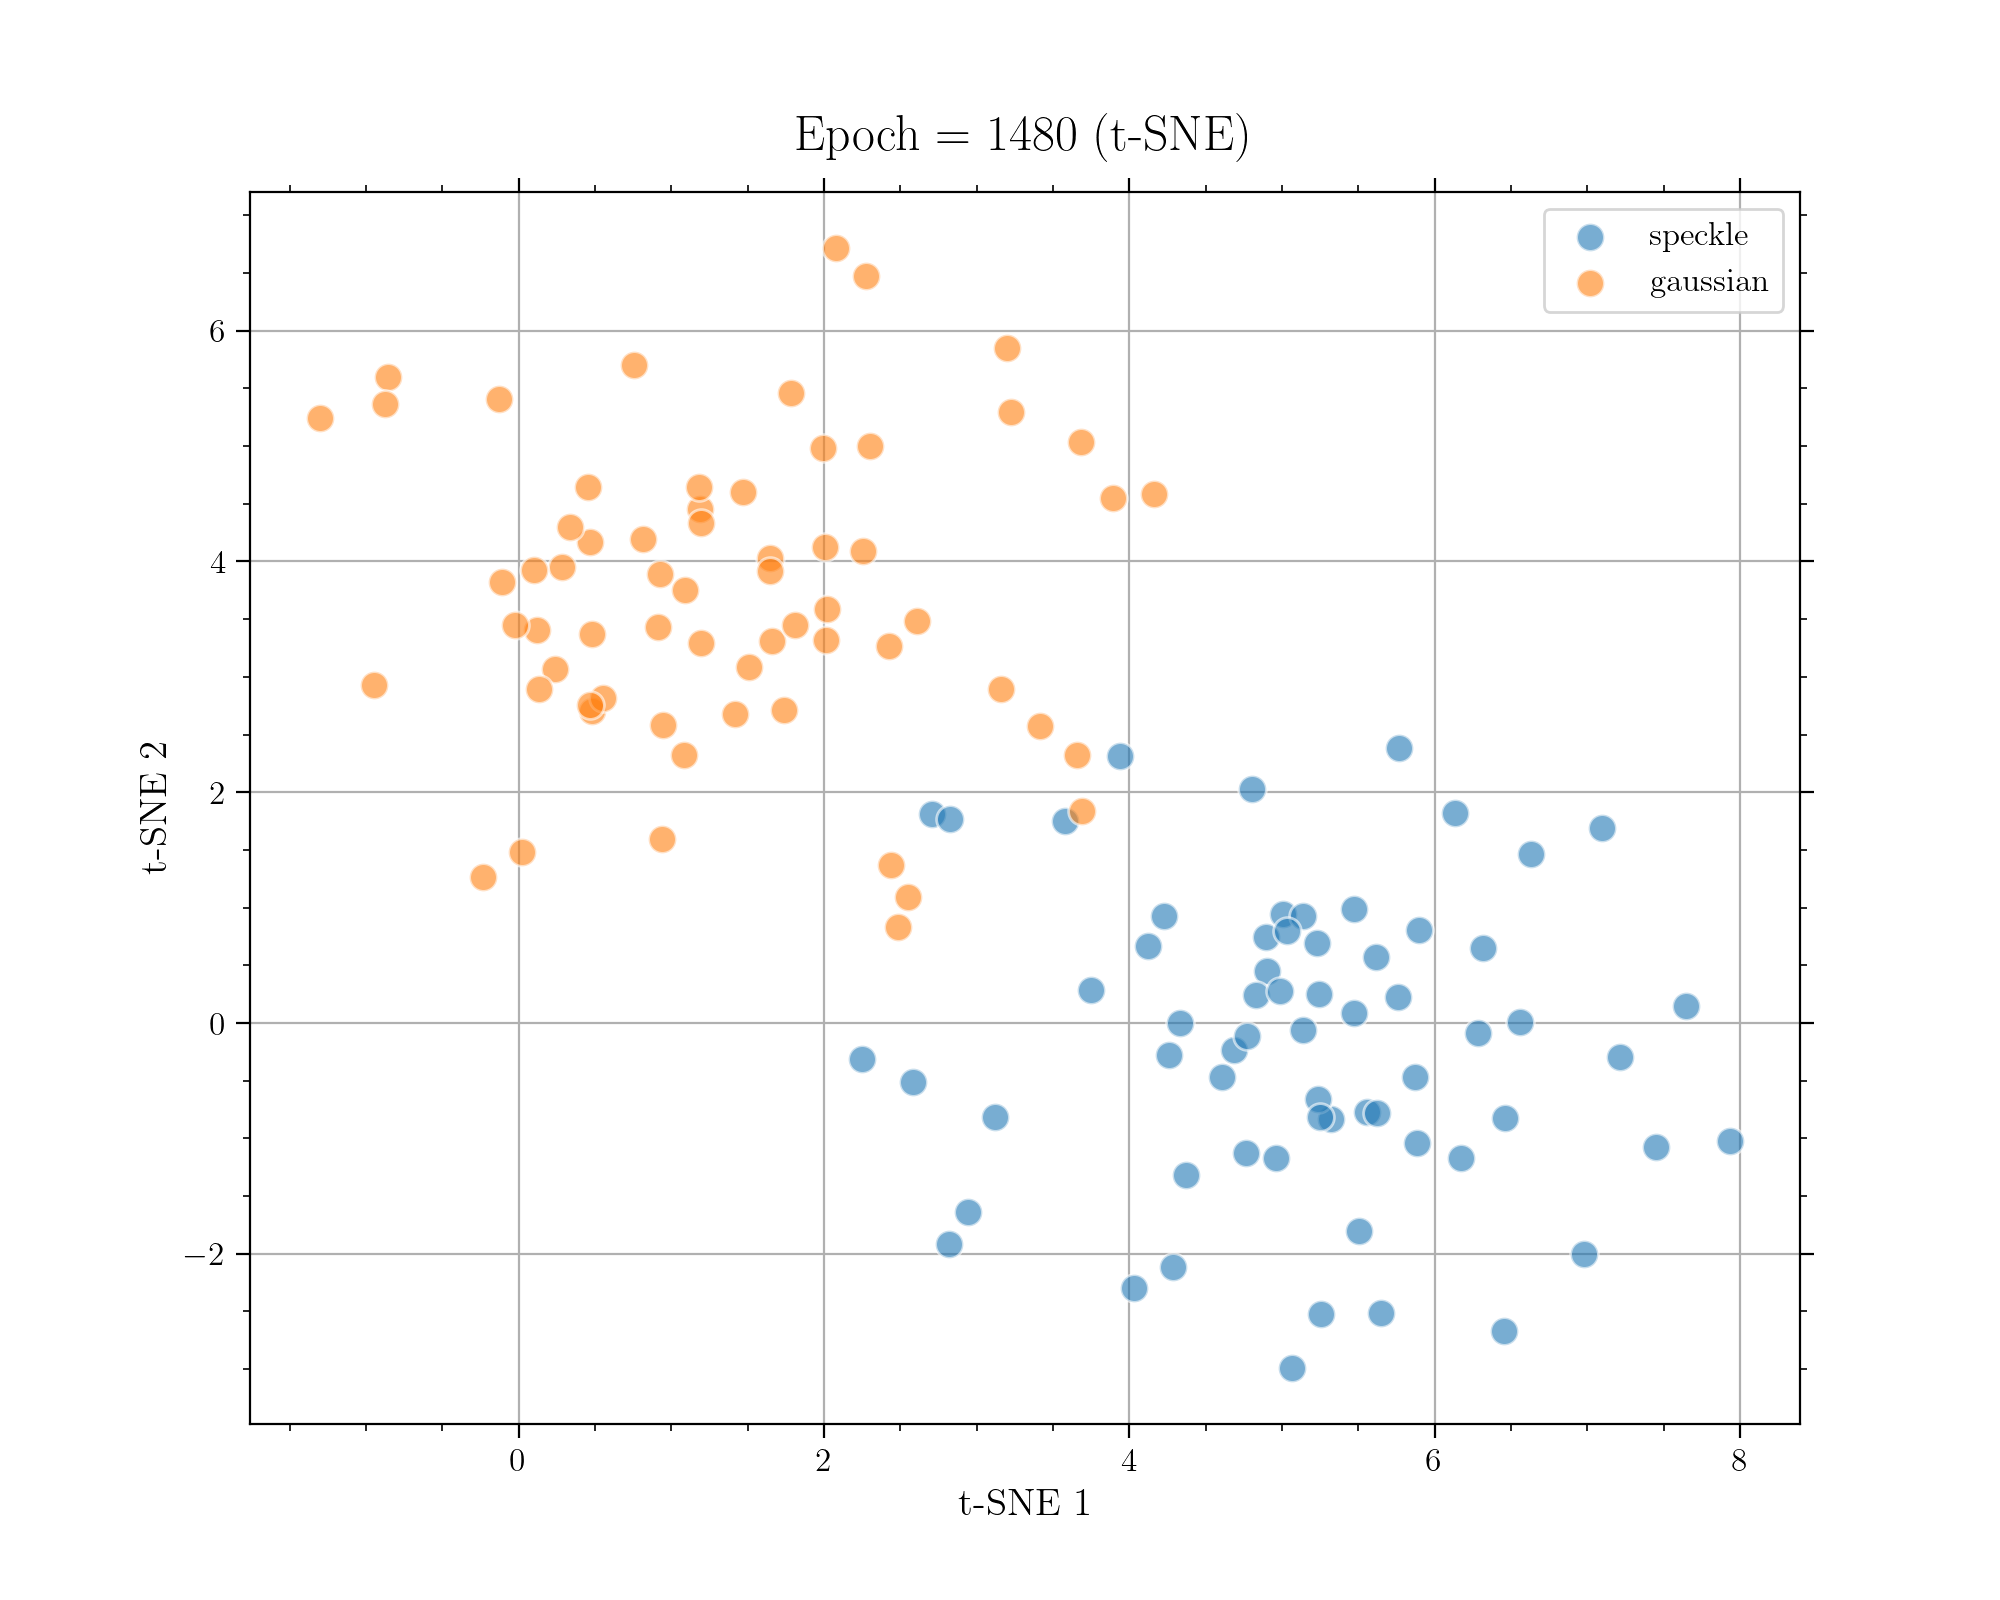 Epoch = 1480 (t-SNE)
speckle
gaussian
6
4
2
0
−2
t-SNE 2
0 2 4 6 8
t-SNE 1